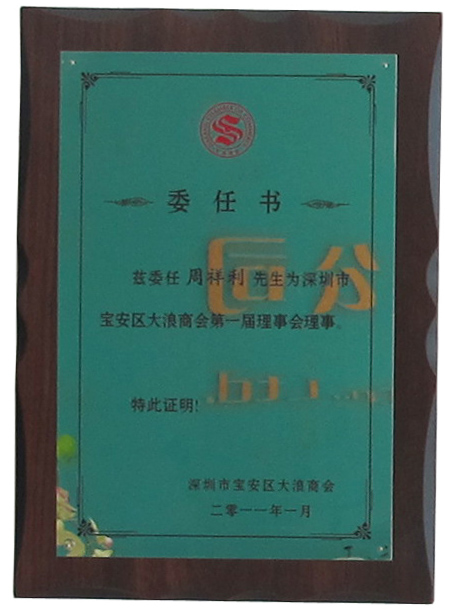 委任书
兹委任 周祥利 先生为深圳市
宝安区大浪商会第一届理事会理事。
特此证明!
深圳市宝安区大浪商会
二零一一年一月